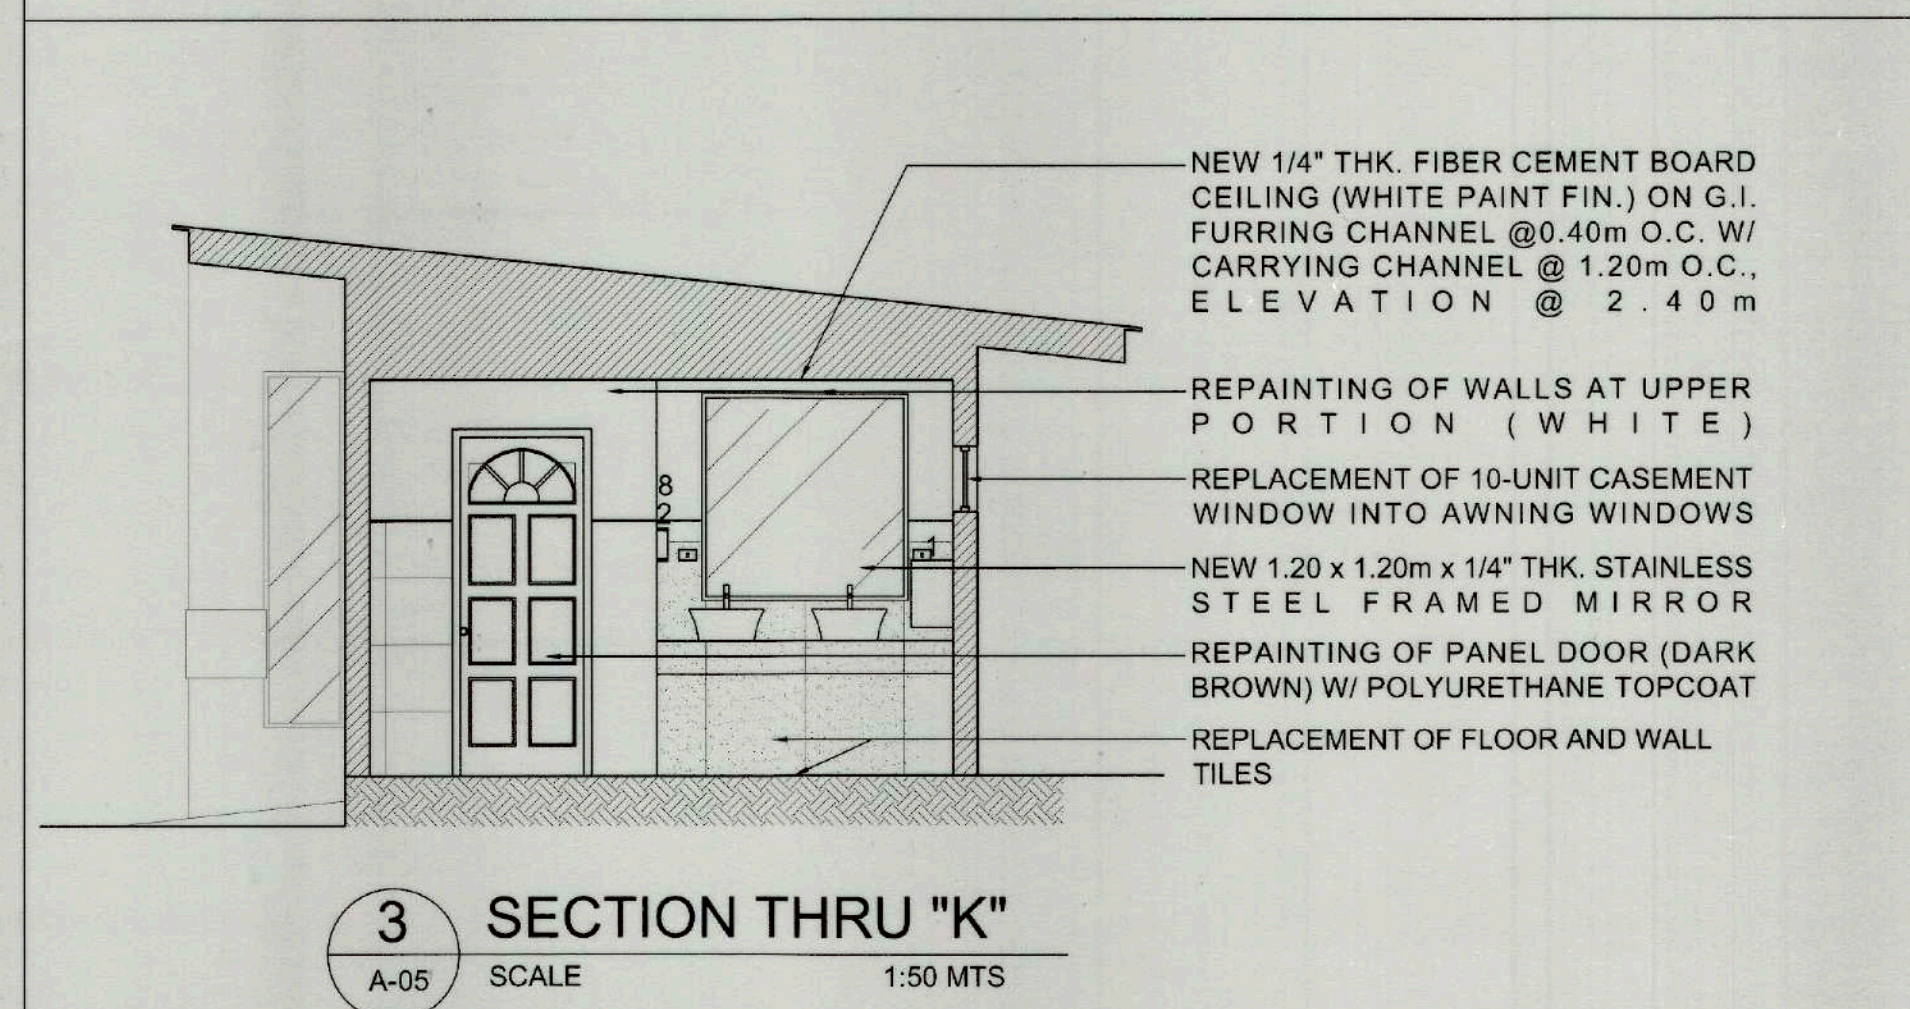 NEW 1/4" THK. FIBER CEMENT BOARD
CEILING (WHITE PAINT FIN.) ON G.I.
FURRING CHANNEL @0.40m O.C. W/
CARRYING CHANNEL @ 1.20m O.C.,
ELEVATION @ 2.40m
REPAINTING OF WALLS AT UPPER
PORTION (WHITE)
REPLACEMENT OF 10-UNIT CASEMENT
WINDOW INTO AWNING WINDOWS
NEW 1.20 x 1.20m x 1/4" THK. STAINLESS
STEEL FRAMED MIRROR
REPAINTING OF PANEL DOOR (DARK
BROWN) W/ POLYURETHANE TOPCOAT
REPLACEMENT OF FLOOR AND WALL
TILES
8
2
1
3 SECTION THRU "K"
A-05 SCALE 1:50 MTS